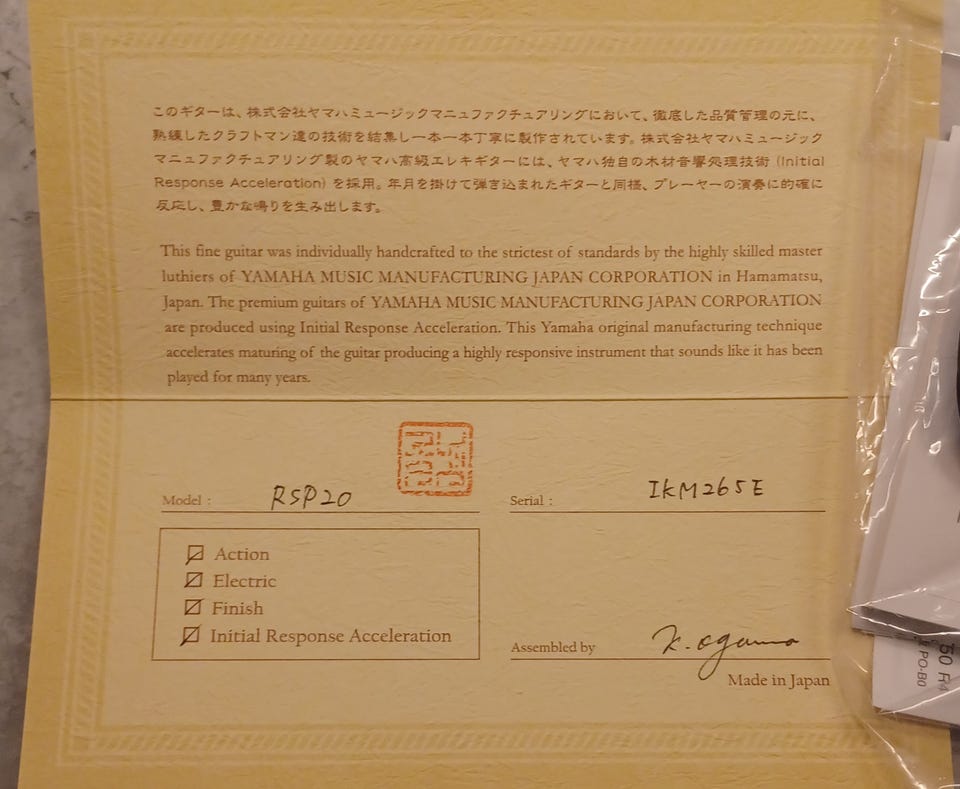 このギターは、株式会社ヤマハミュージックマニュファクチュアリングにおいて、徹底した品質管理の元に、
熟練したクラフトマン達の技術を結集し一本一本丁寧に製作されています。株式会社ヤマハミュージック
マニュファクチュアリング製のヤマハ高級エレキギターには、ヤマハ独自の木材音響処理技術 (Initial
Response Acceleration) を採用。年月を掛けて弾き込まれたギターと同様、プレーヤーの演奏に的確に
反応し、豊かな鳴りを生み出します。
This fine guitar was individually handcrafted to the strictest of standards by the highly skilled master
luthiers of YAMAHA MUSIC MANUFACTURING JAPAN CORPORATION in Hamamatsu,
Japan. The premium guitars of YAMAHA MUSIC MANUFACTURING JAPAN CORPORATION
are produced using Initial Response Acceleration. This Yamaha original manufacturing technique
accelerates maturing of the guitar producing a highly responsive instrument that sounds like it has been
played for many years.
Model : RSP20
Serial : IKM265E
Action
Electric
Finish
Initial Response Acceleration
Assembled by K. Ogawa
Made in Japan
50 R4
PO-B0